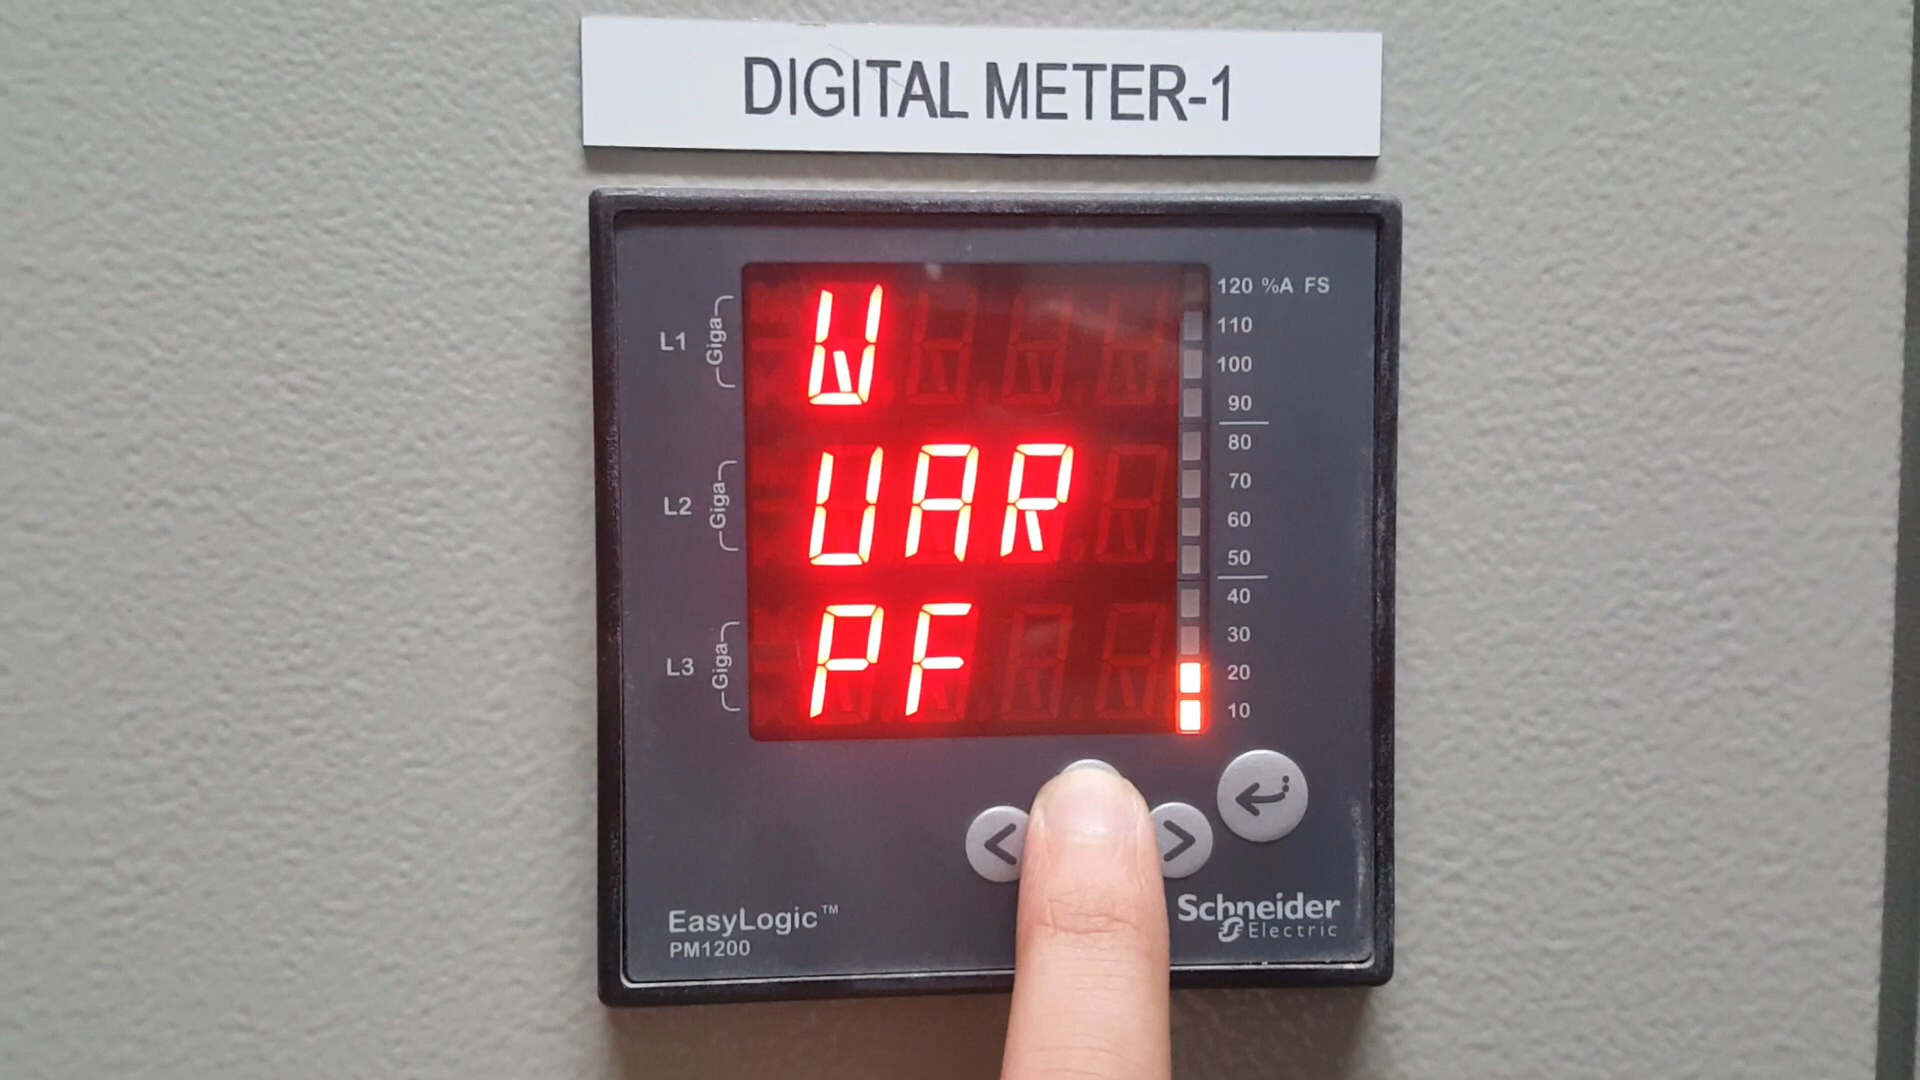 DIGITAL METER-1
120 %A FS
L1 Giga W 110
100
90
80
L2 Giga VAR 70
60
50
40
30
L3 Giga PF 20
10
< >
EasyLogic™
PM1200
Schneider
Electric